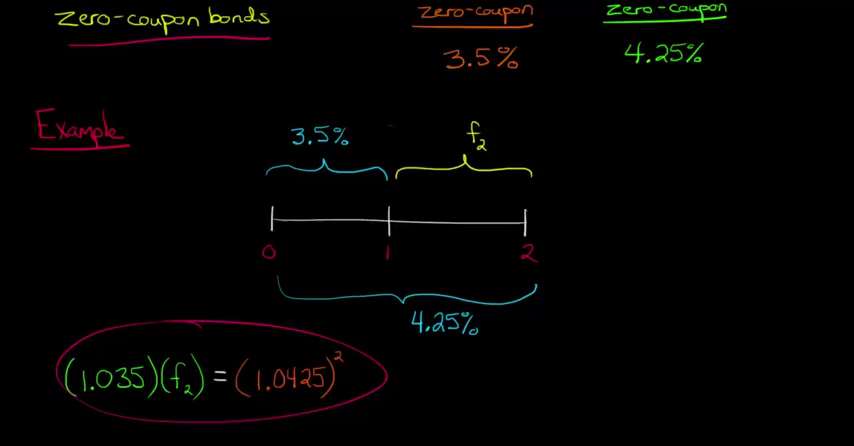 Zero-coupon bonds
zero-coupon
zero-coupon
3.5%
4.25%
Example
3.5%
f₂
0 1 2
4.25%
(1.035)(f₂) = (1.0425)²